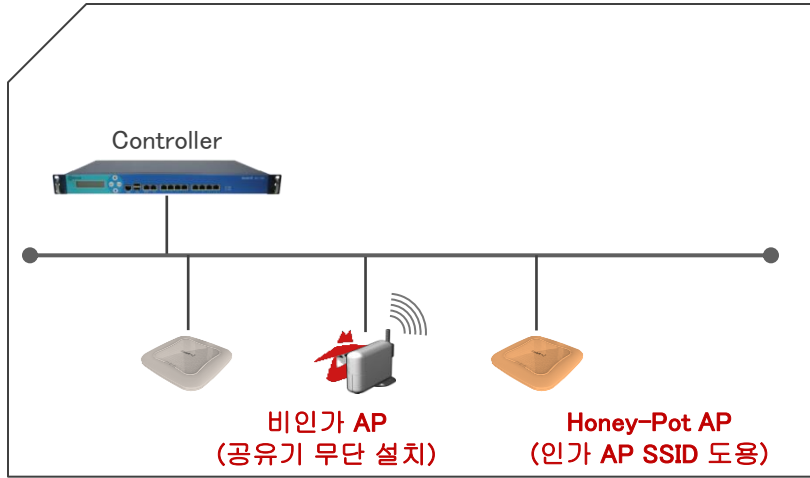 Controller
비인가 AP
(공유기 무단 설치)
Honey-Pot AP
(인가 AP SSID 도용)